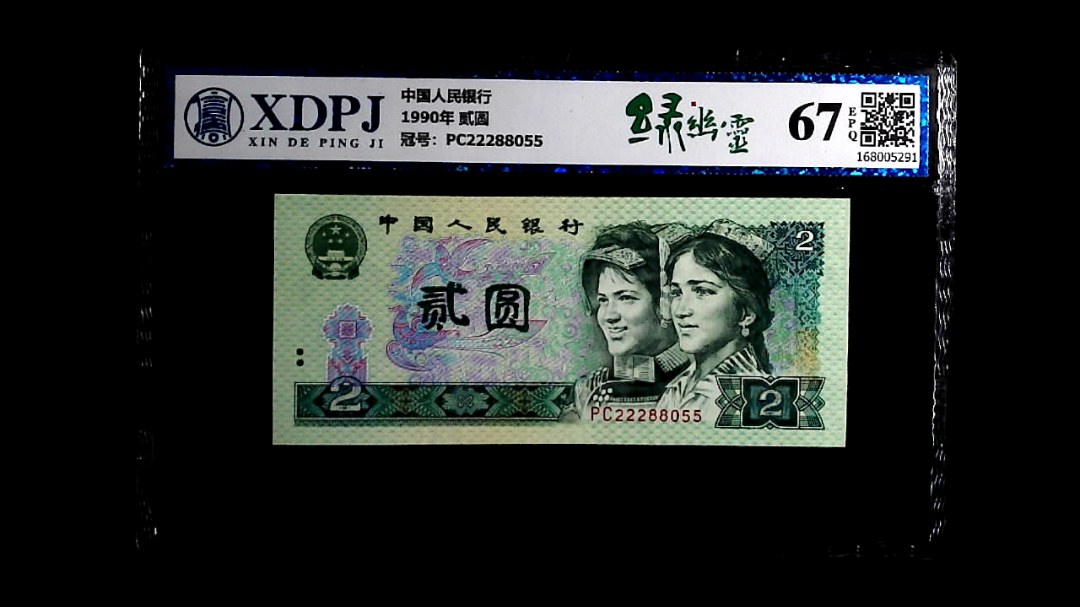 XDPJ
XIN DE PING JI
中国人民银行
1990年 贰圆
冠号：PC22288055
绿幽靈
67
EPQ
168005291
中国人民银行
2
贰圆
2
PC22288055
2